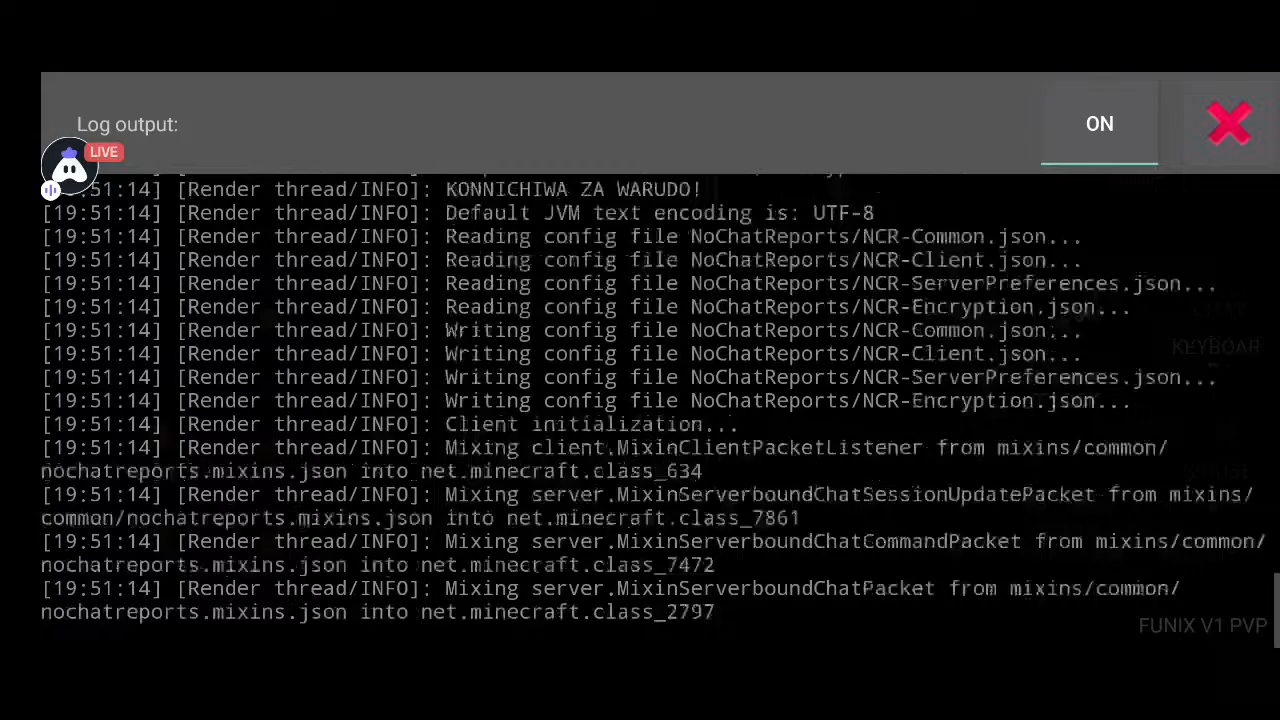 Log output:
ON
LIVE
51:14] [Render thread/INFO]: KONNICHIWA ZA WARUDO!
[19:51:14] [Render thread/INFO]: Default JVM text encoding is: UTF-8
[19:51:14] [Render thread/INFO]: Reading config file NoChatReports/NCR-Common.json...
[19:51:14] [Render thread/INFO]: Reading config file NoChatReports/NCR-Client.json...
[19:51:14] [Render thread/INFO]: Reading config file NoChatReports/NCR-ServerPreferences.json...
[19:51:14] [Render thread/INFO]: Reading config file NoChatReports/NCR-Encryption.json...
[19:51:14] [Render thread/INFO]: Writing config file NoChatReports/NCR-Common.json...
[19:51:14] [Render thread/INFO]: Writing config file NoChatReports/NCR-Client.json...
KEYBOAR
[19:51:14] [Render thread/INFO]: Writing config file NoChatReports/NCR-ServerPreferences.json...
[19:51:14] [Render thread/INFO]: Writing config file NoChatReports/NCR-Encryption.json...
[19:51:14] [Render thread/INFO]: Client initialization...
[19:51:14] [Render thread/INFO]: Mixing client.MixinClientPacketListener from mixins/common/
nochatreports.mixins.json into net.minecraft.class_634
[19:51:14] [Render thread/INFO]: Mixing server.MixinServerboundChatSessionUpdatePacket from mixins/
common/nochatreports.mixins.json into net.minecraft.class_7861
[19:51:14] [Render thread/INFO]: Mixing server.MixinServerboundChatCommandPacket from mixins/common/
nochatreports.mixins.json into net.minecraft.class_7472
[19:51:14] [Render thread/INFO]: Mixing server.MixinServerboundChatPacket from mixins/common/
nochatreports.mixins.json into net.minecraft.class_2797
FUNIX V1 PVP